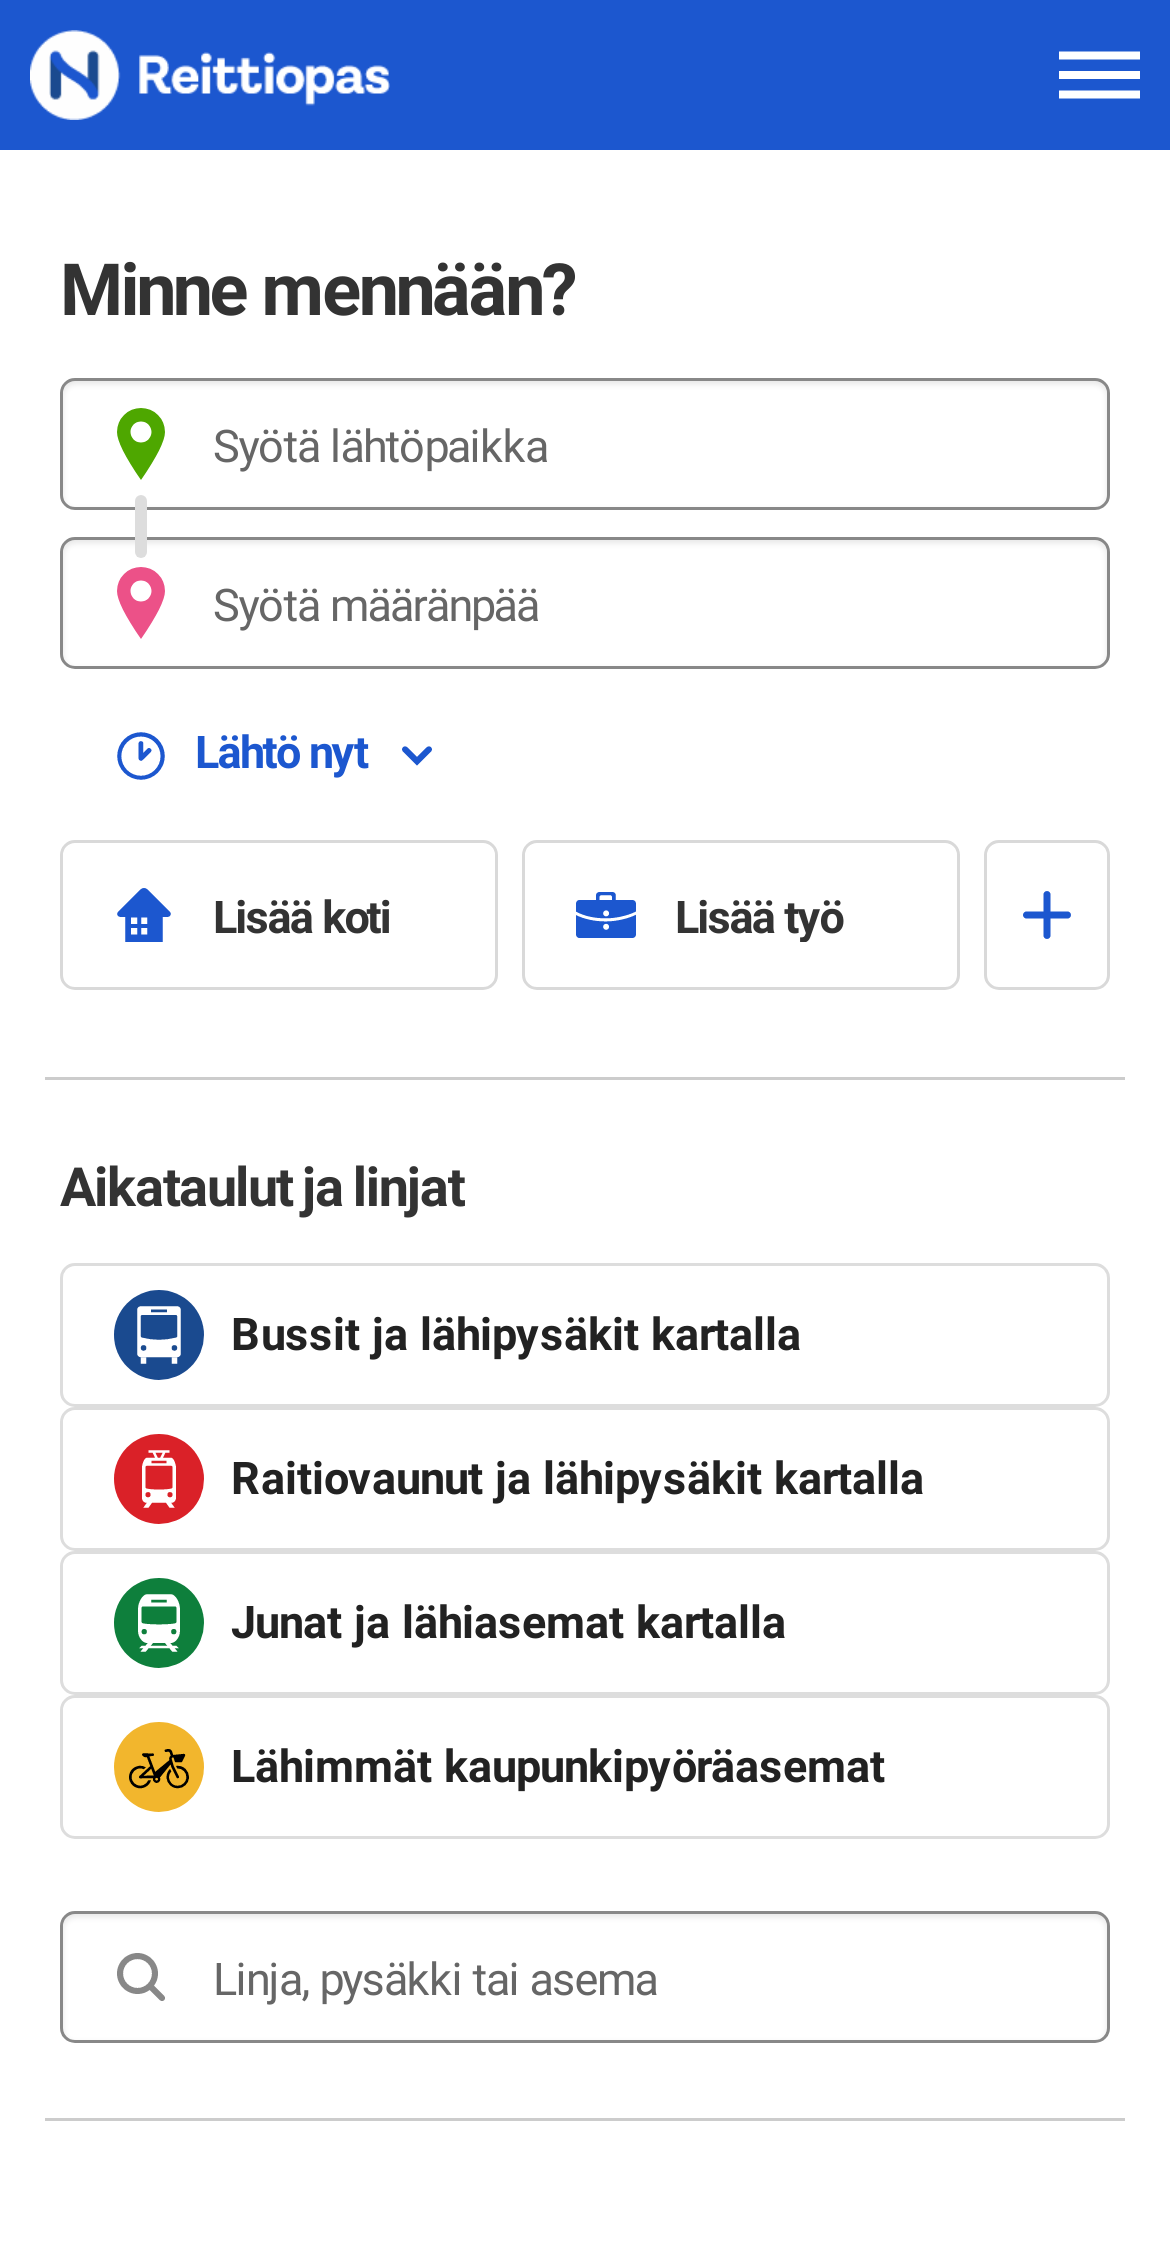 Reittiopas
Minne mennään?
Syötä lähtöpaikka
Syötä määränpää
Lähtö nyt
Lisää koti
Lisää työ
Aikataulut ja linjat
Bussit ja lähipysäkit kartalla
Raitiovaunut ja lähipysäkit kartalla
Junat ja lähiasemat kartalla
Lähimmät kaupunkipyöräasemat
Linja, pysäkki tai asema